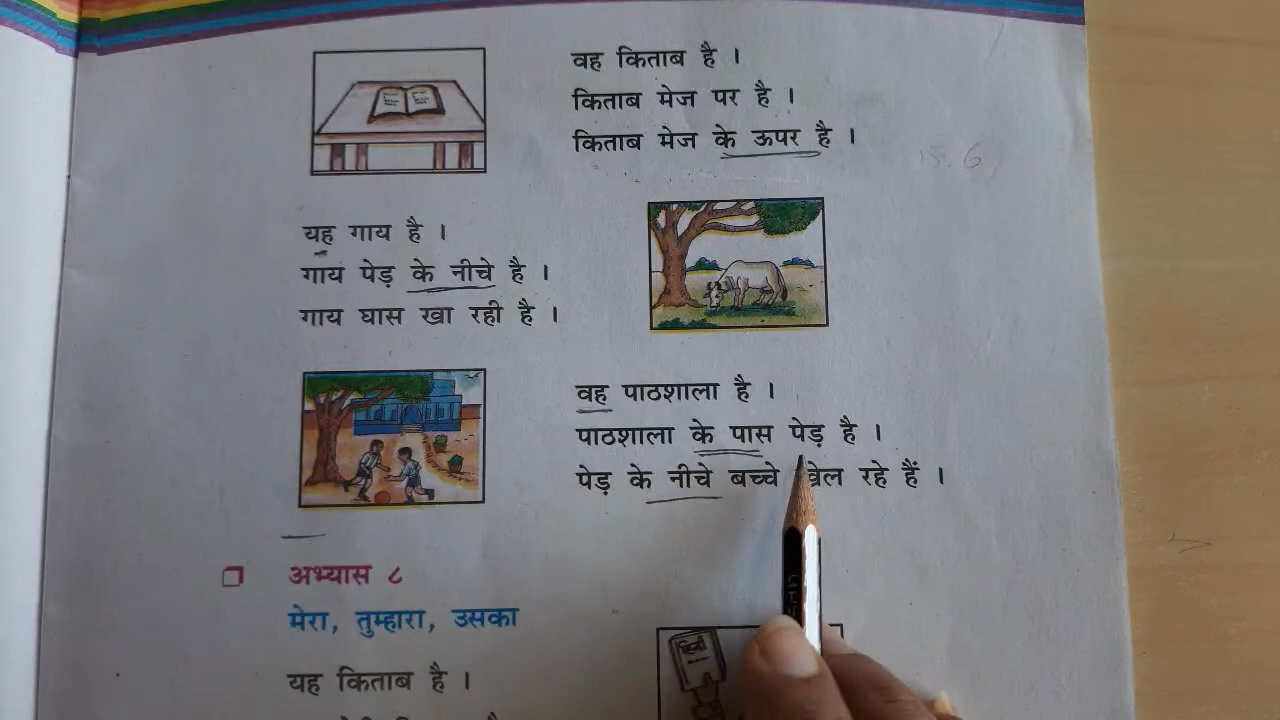 वह किताब है ।
किताब मेज पर है ।
किताब मेज के ऊपर है ।
यह गाय है ।
गाय पेड़ के नीचे है ।
गाय घास खा रही है ।
वह पाठशाला है ।
पाठशाला के पास पेड़ है ।
पेड़ के नीचे बच्चे खेल रहे हैं ।
अभ्यास ८
मेरा, तुम्हारा, उसका
यह किताब है ।